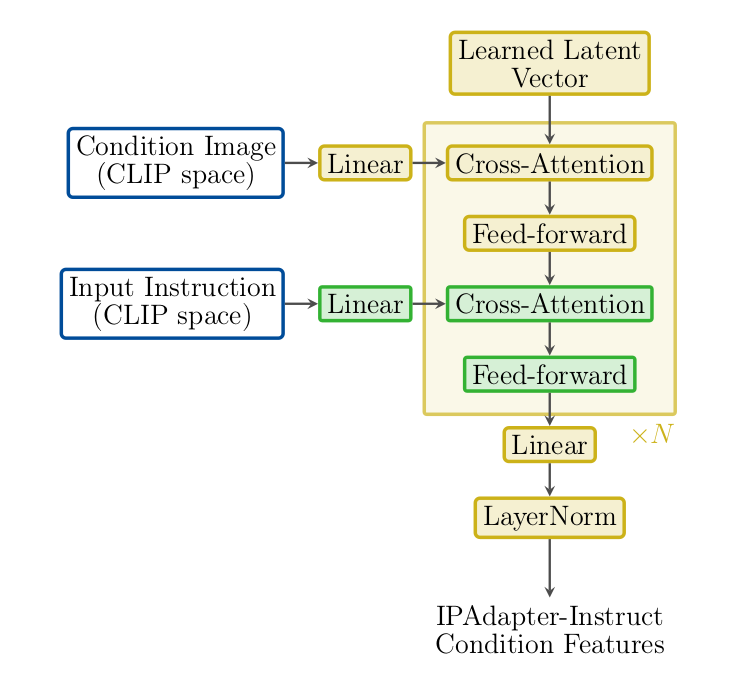 Learned Latent
Vector
Condition Image
(CLIP space)
Linear
Cross-Attention
Feed-forward
Input Instruction
(CLIP space)
Linear
Cross-Attention
Feed-forward
×N
Linear
LayerNorm
IPAdapter-Instruct
Condition Features